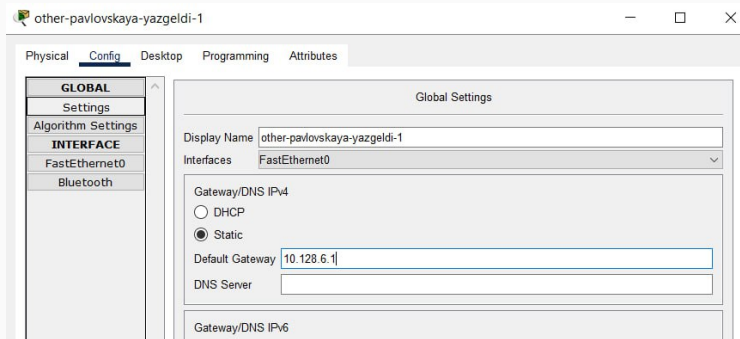 other-pavlovskaya-yazgeldi-1
Physical Config Desktop Programming Attributes
GLOBAL
Settings
Algorithm Settings
INTERFACE
FastEthernet0
Bluetooth
Global Settings
Display Name other-pavlovskaya-yazgeldi-1
Interfaces FastEthernet0
Gateway/DNS IPv4
DHCP
Static
Default Gateway 10.128.6.1
DNS Server
Gateway/DNS IPv6